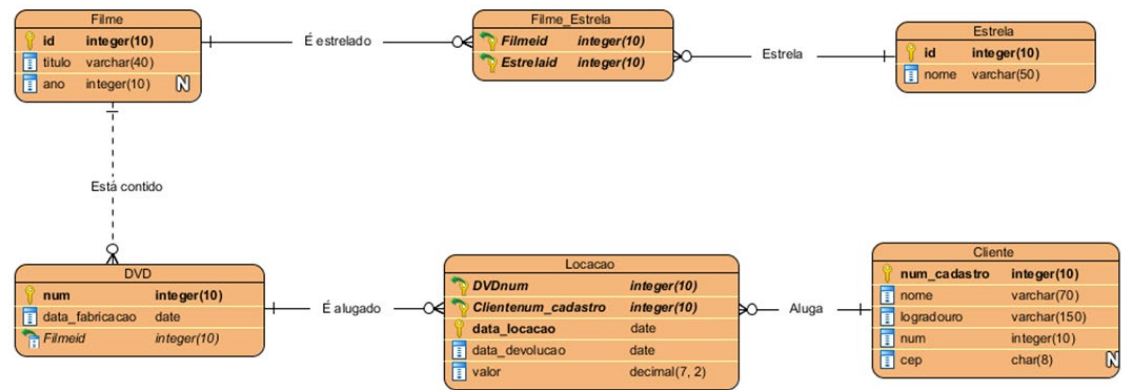 Filme
id integer(10)
titulo varchar(40)
ano integer(10) N
É estrelado
Filme_Estrela
Filmeid integer(10)
Estrelaid integer(10)
Estrela
Estrela
id integer(10)
nome varchar(50)
Está contido
DVD
num integer(10)
data_fabricacao date
Filmeid integer(10)
É alugado
Locacao
DVDnum integer(10)
Clientenum_cadastro integer(10)
data_locacao date
data_devolucao date
valor decimal(7, 2)
Aluga
Cliente
num_cadastro integer(10)
nome varchar(70)
logradouro varchar(150)
num integer(10)
cep char(8) N